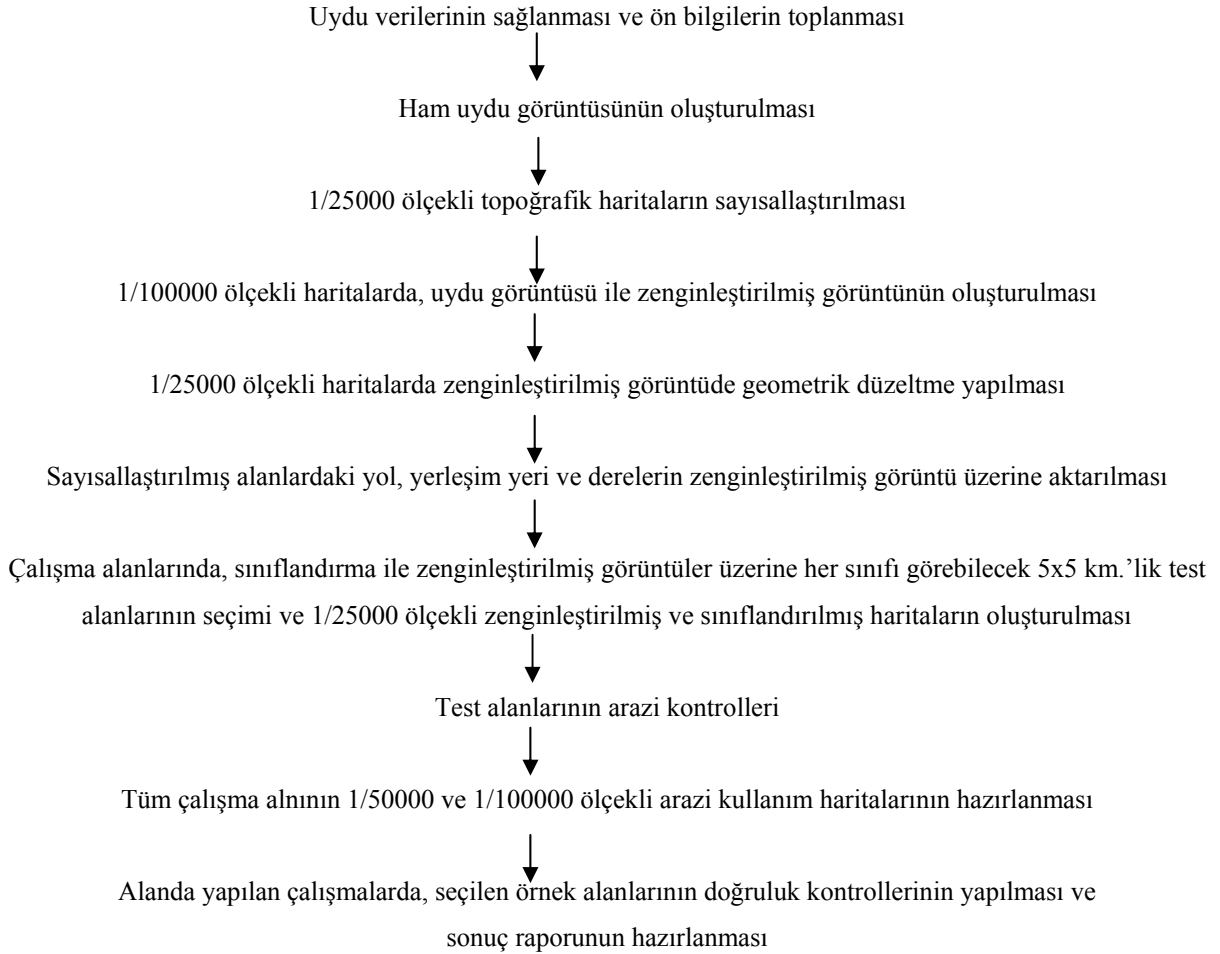 Uydu verilerinin sağlanması ve ön bilgilerin toplanması
Ham uydu görüntüsünün oluşturulması
1/25000 ölçekli topoğrafik haritaların sayısallaştırılması
1/100000 ölçekli haritalarda, uydu görüntüsü ile zenginleştirilmiş görüntünün oluşturulması
1/25000 ölçekli haritalarda zenginleştirilmiş görüntüde geometrik düzeltme yapılması
Sayısallaştırılmış alanlardaki yol, yerleşim yeri ve derelerin zenginleştirilmiş görüntü üzerine aktarılması
Çalışma alanlarında, sınıflandırma ile zenginleştirilmiş görüntüler üzerine her sınıfı görebilecek 5x5 km.’lik test
alanlarının seçimi ve 1/25000 ölçekli zenginleştirilmiş ve sınıflandırılmış haritaların oluşturulması
Test alanlarının arazi kontrolleri
Tüm çalışma alnının 1/50000 ve 1/100000 ölçekli arazi kullanım haritalarının hazırlanması
Alanda yapılan çalışmalarda, seçilen örnek alanlarının doğruluk kontrollerinin yapılması ve
sonuç raporunun hazırlanması